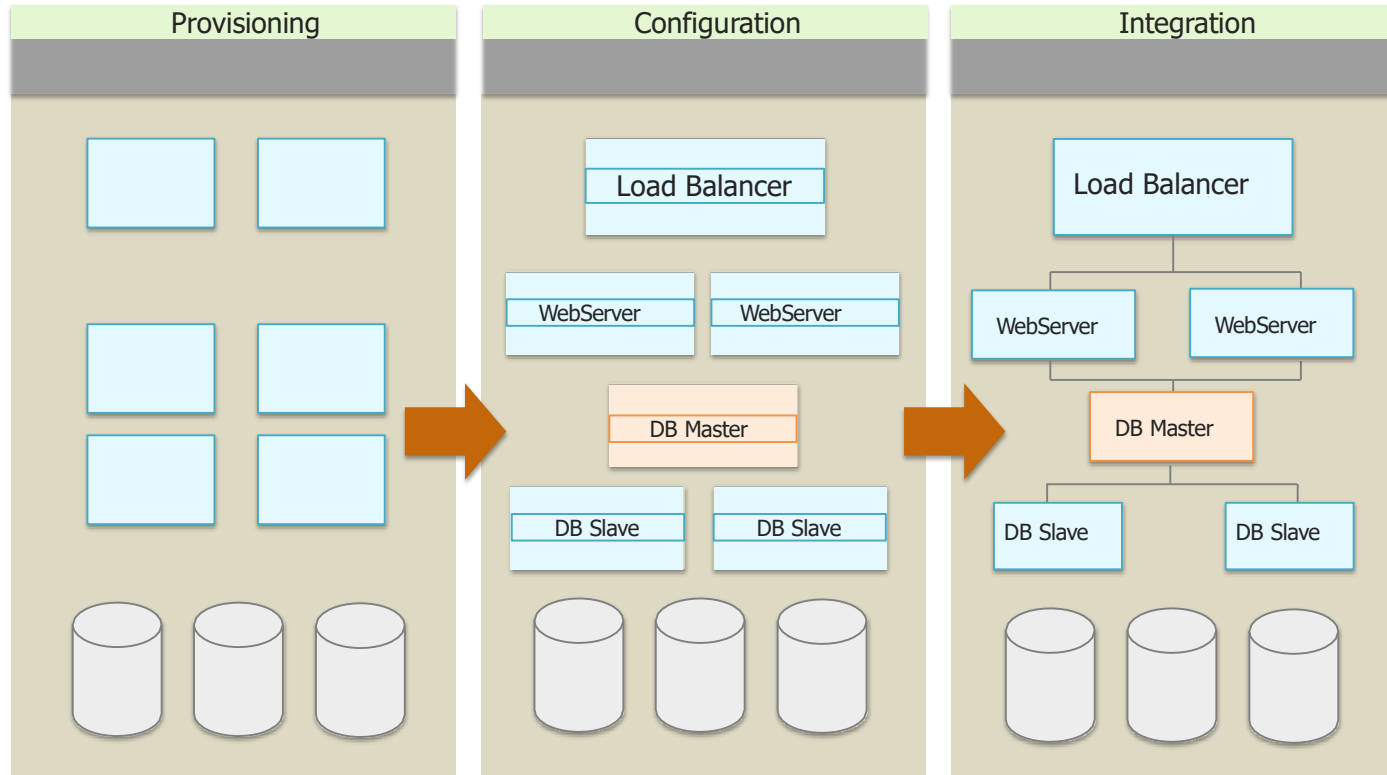 Provisioning
Configuration
Integration
Load Balancer
WebServer
WebServer
DB Master
DB Slave
DB Slave
Load Balancer
WebServer
WebServer
DB Master
DB Slave
DB Slave